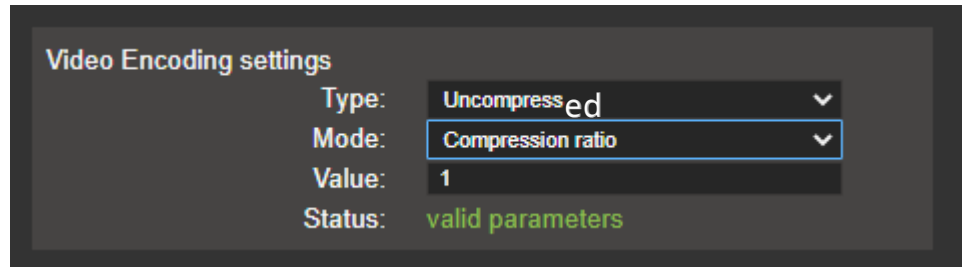 Video Encoding settings
Type: Uncompressed
Mode: Compression ratio
Value: 1
Status: valid parameters